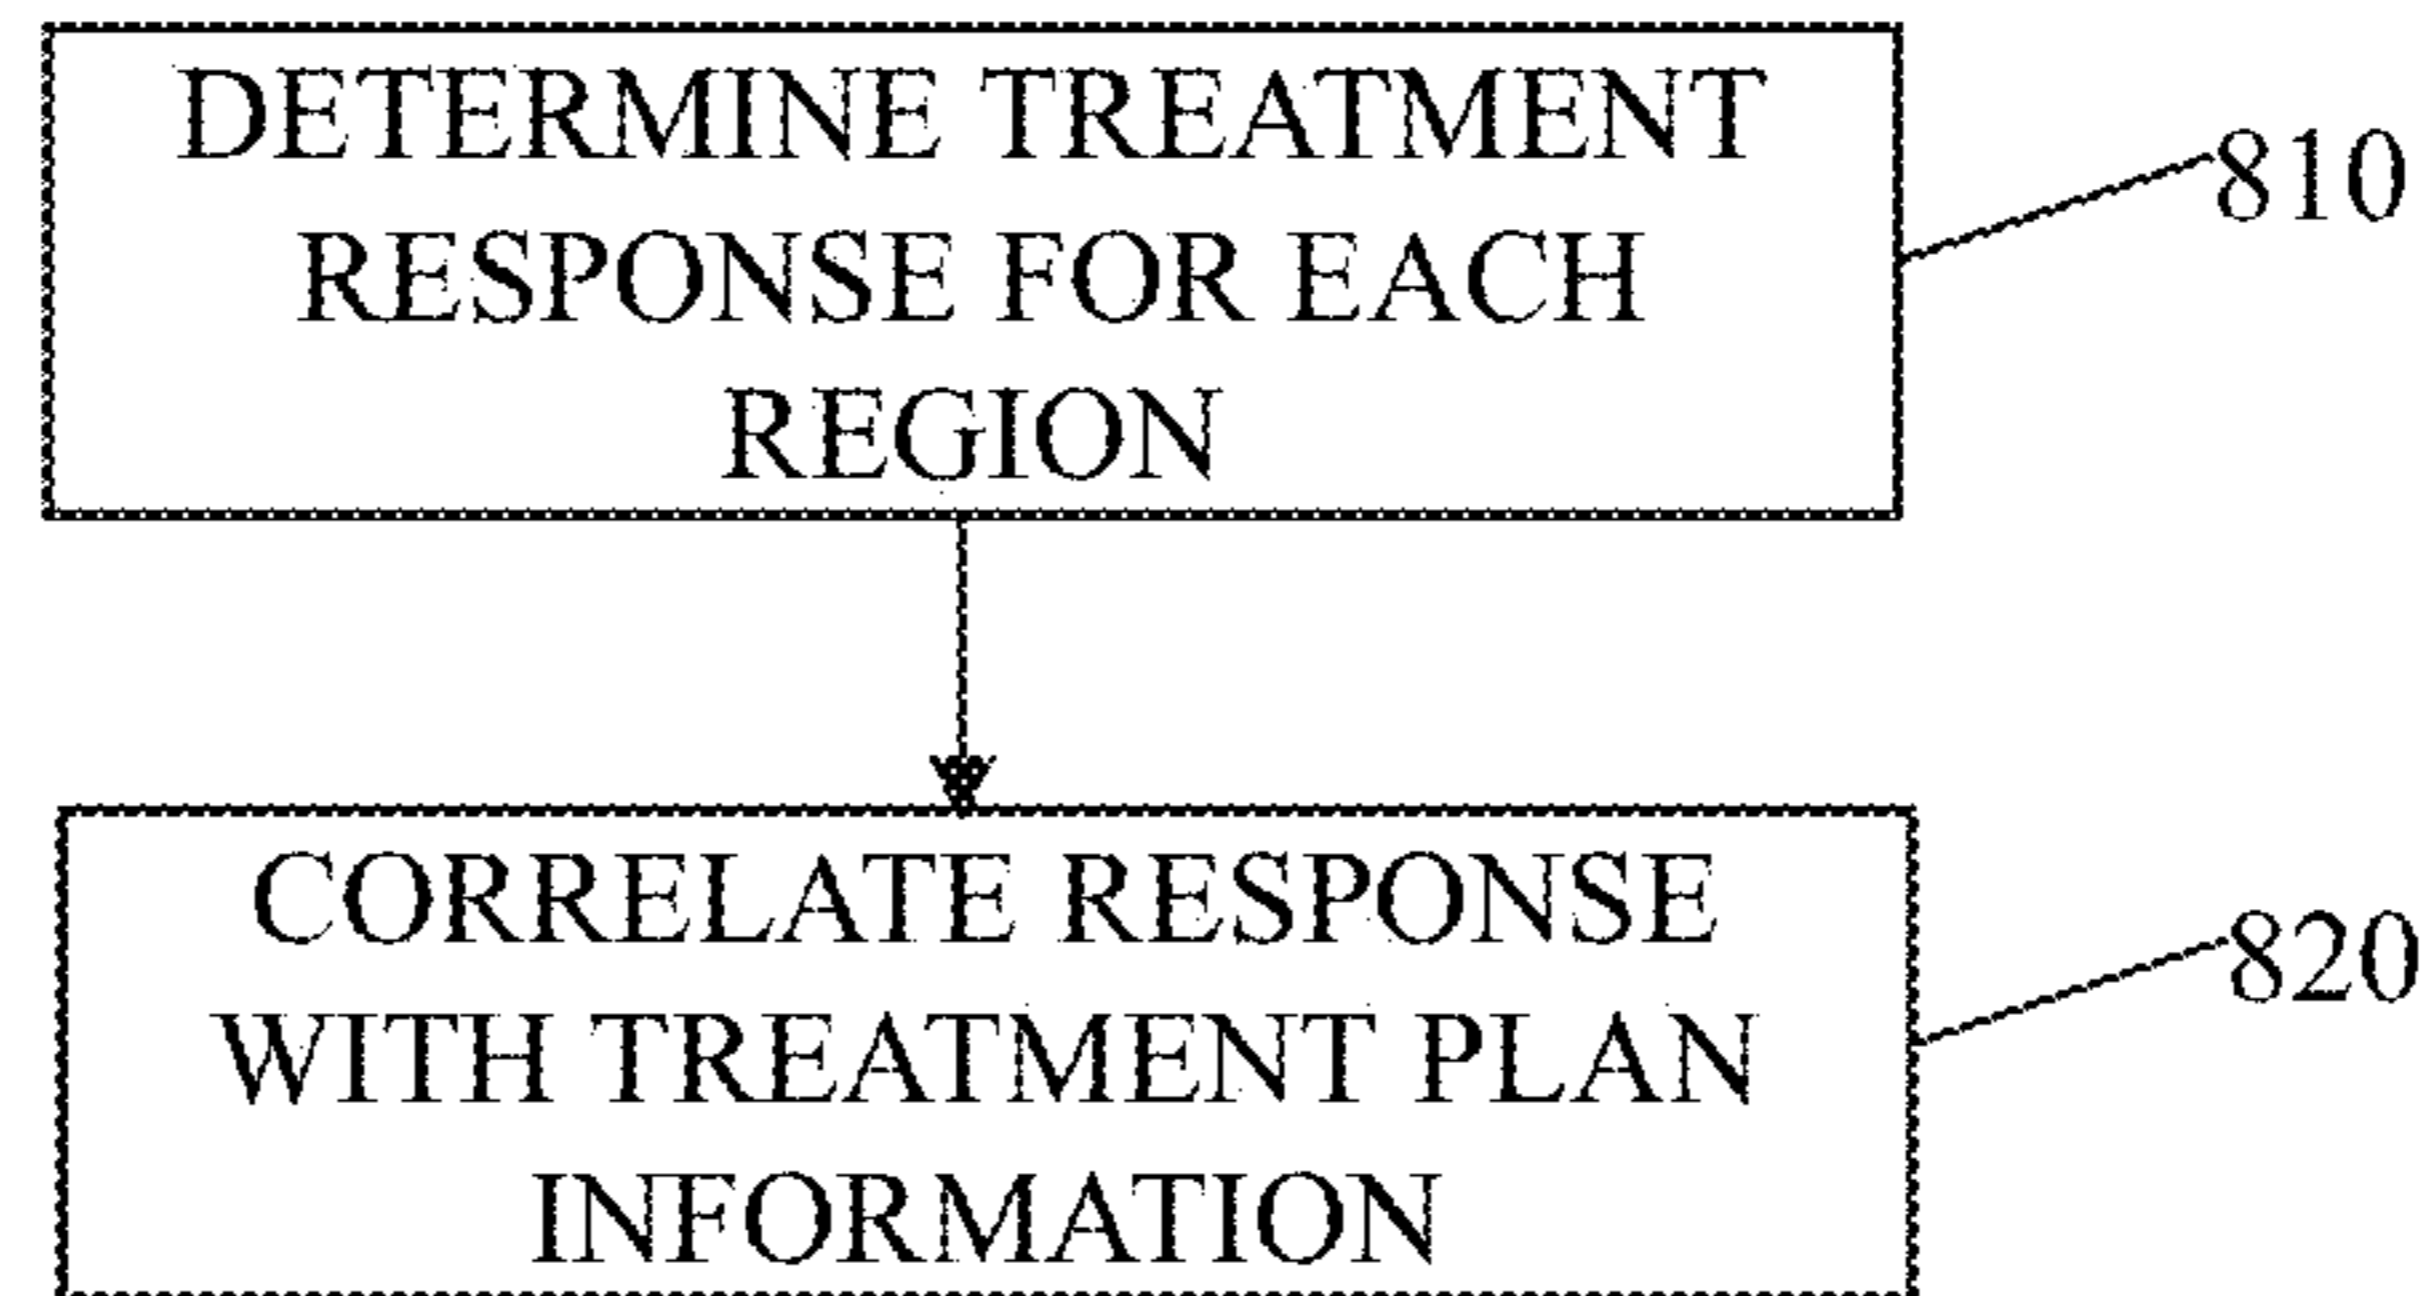 DETERMINE TREATMENT
RESPONSE FOR EACH
REGION
810
CORRELATE RESPONSE
WITH TREATMENT PLAN
INFORMATION
820